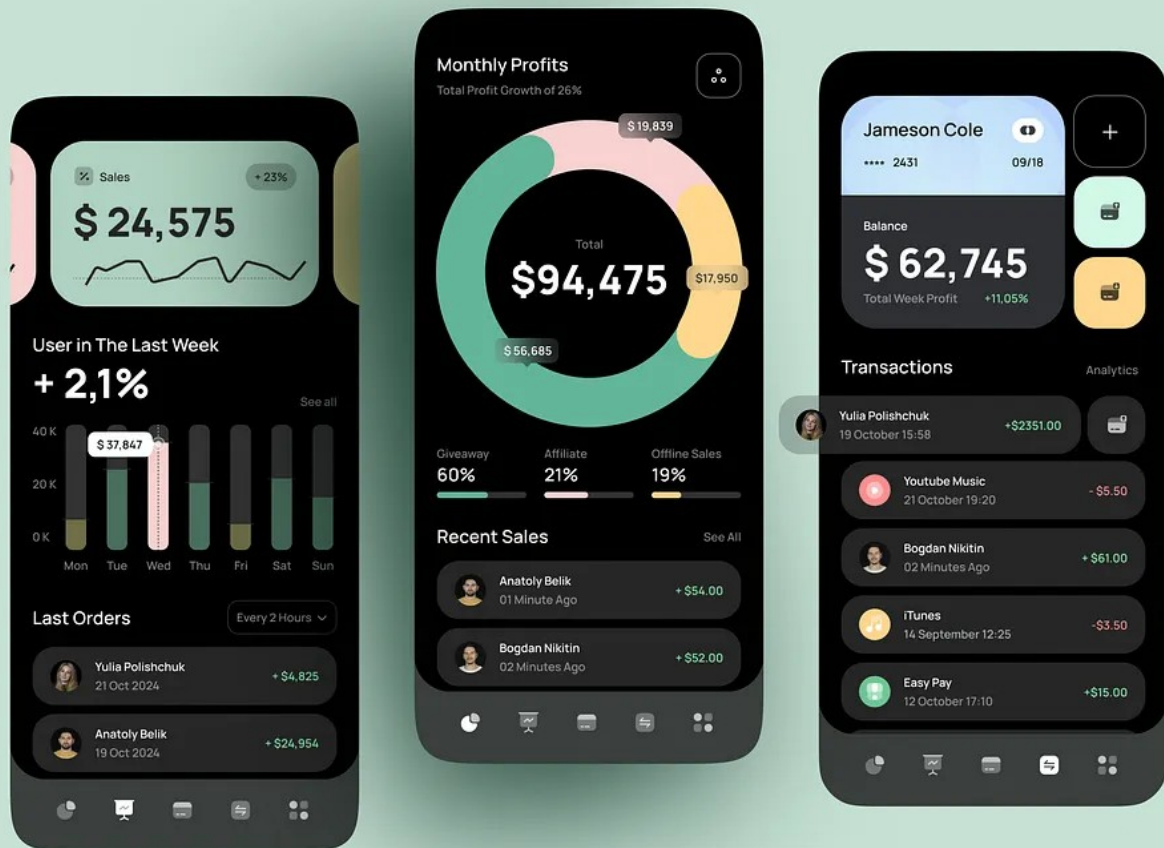 Sales
+ 23%
$ 24,575
User in The Last Week
+ 2,1%
See all
40 K
20 K
0 K
$ 37,847
Mon Tue Wed Thu Fri Sat Sun
Last Orders
Every 2 Hours
Yulia Polishchuk
21 Oct 2024
+ $4,825
Anatoly Belik
19 Oct 2024
+ $24,954
Monthly Profits
Total Profit Growth of 26%
$ 19,839
Total
$94,475
$17,950
$ 56,685
Giveaway
60%
Affiliate
21%
Offline Sales
19%
Recent Sales
See All
Anatoly Belik
01 Minute Ago
+ $54.00
Bogdan Nikitin
02 Minutes Ago
+ $52.00
Jameson Cole
•••• 2431
09/18
Balance
$ 62,745
Total Week Profit
+11,05%
Transactions
Analytics
Yulia Polishchuk
19 October 15:58
+$2351.00
Youtube Music
21 October 19:20
- $5.50
Bogdan Nikitin
02 Minutes Ago
+ $61.00
iTunes
14 September 12:25
-$3.50
Easy Pay
12 October 17:10
+$15.00